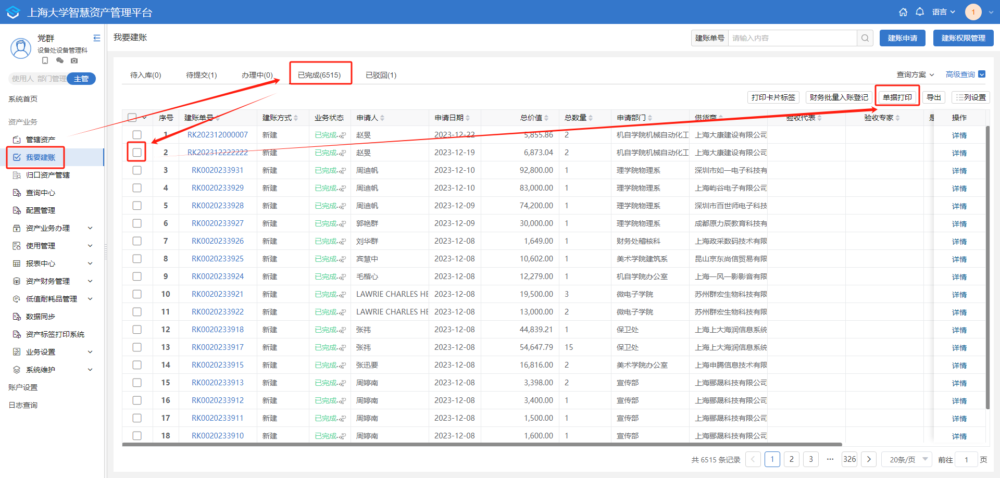 上海大学智慧资产管理平台
语言
1
党群
设备处设备管理科
使用人 部门管理 主管
系统首页
资产业务
管辖资产
我要建账
归口资产管辖
查询中心
配置管理
资产业务办理
使用管理
报表中心
资产财务管理
低值耐耗品管理
数据同步
资产标签打印系统
业务设置
系统维护
账户设置
日志查询
我要建账
建账单号 请输入内容
建账申请 建账权限管理
待入库(0) 待提交(1) 办理中(0) 已完成(6515) 已驳回(1)
查询方案 高级查询
打印卡片标签 财务批量入账登记 单据打印 导出 列设置
序号 建账单号 建账方式 业务状态 申请人 申请日期 总价值 总数量 申请部门 供货商 验收代表 验收专家 是 操作
1 RK202312000007 新建 已完成 赵旻 2023-12-22 5,855.86 2 机自学院机械自动化工 上海大康建设有限公司 详情
2 RK202312222222 新建 已完成 赵旻 2023-12-19 6,873.04 2 机自学院机械自动化工 上海大康建设有限公司 详情
3 RK0020233931 新建 已完成 周迪帆 2023-12-10 92,800.00 1 理学院物理系 深圳市如一电子科技有 详情
4 RK0020233929 新建 已完成 周迪帆 2023-12-10 83,000.00 1 理学院物理系 上海屿谷电子有限公司 详情
5 RK0020233928 新建 已完成 周迪帆 2023-12-09 74,200.00 1 理学院物理系 深圳市百世师电子科技 详情
6 RK0020233927 新建 已完成 郭艳群 2023-12-09 30,000.00 1 理学院物理系 成都原力辰教育科技有 详情
7 RK0020233926 新建 已完成 刘华群 2023-12-08 1,649.00 1 财务处稽核科 上海政采数码技术有限 详情
8 RK0020233925 新建 已完成 宾慧中 2023-12-08 10,602.00 1 美术学院建筑系 昆山京东尚信贸易有限 详情
9 RK0020233924 新建 已完成 毛楷心 2023-12-08 12,279.00 1 机自学院办公室 上海一风一影影音有限 详情
10 RK0020233921 新建 已完成 LAWRIE CHARLES HE 2023-12-08 19,500.00 3 微电子学院 苏州群宏生物科技有限 详情
11 RK0020233922 新建 已完成 LAWRIE CHARLES HE 2023-12-08 13,000.00 2 微电子学院 苏州群宏生物科技有限 详情
12 RK0020233918 新建 已完成 张祎 2023-12-08 44,839.21 1 保卫处 上海上大海润信息系统 详情
13 RK0020233917 新建 已完成 张祎 2023-12-08 54,647.79 15 保卫处 上海上大海润信息系统 详情
14 RK0020233915 新建 已完成 张迅要 2023-12-08 16,816.00 2 美术学院办公室 上海申腾信息技术有限 详情
15 RK0020233913 新建 已完成 周婷南 2023-12-08 3,398.00 2 宣传部 上海郦晟科技有限公司 详情
16 RK0020233912 新建 已完成 周婷南 2023-12-08 3,400.00 1 宣传部 上海郦晟科技有限公司 详情
17 RK0020233911 新建 已完成 周婷南 2023-12-08 1,500.00 1 宣传部 上海郦晟科技有限公司 详情
18 RK0020233910 新建 已完成 周婷南 2023-12-08 1,600.00 1 宣传部 上海郦晟科技有限公司 详情
共 6515 条记录 1 2 3 ··· 326 20条/页 前往 1 页